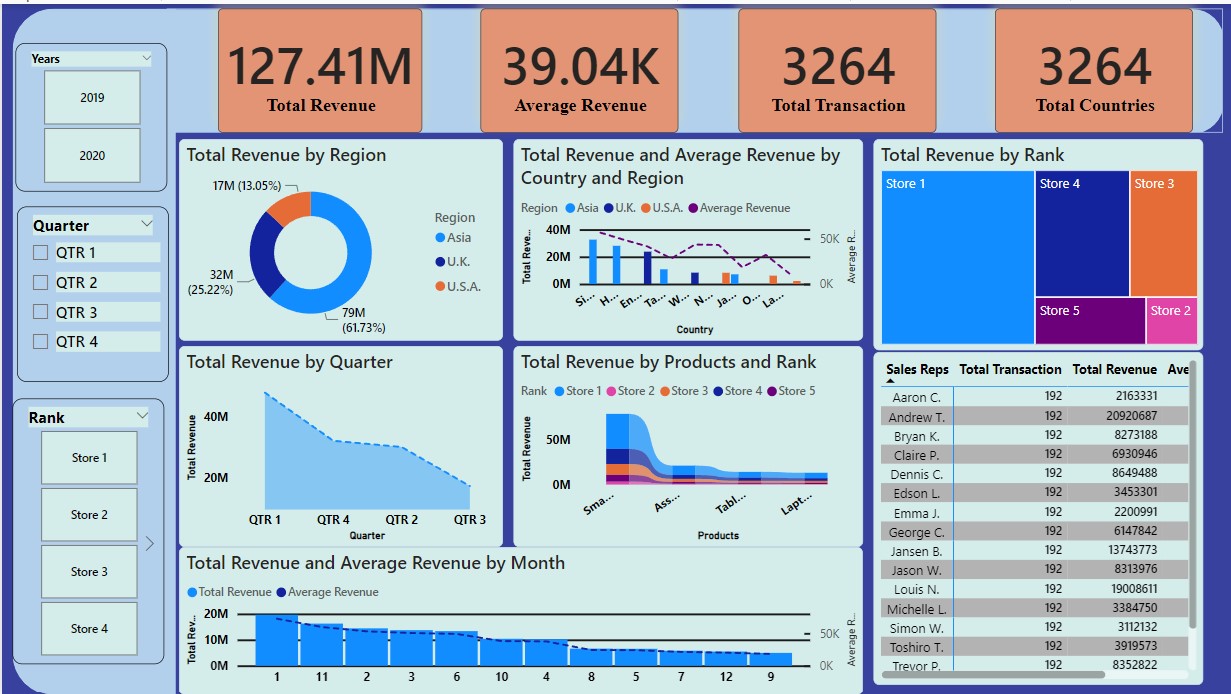 Years
2019
2020
Quarter
QTR 1
QTR 2
QTR 3
QTR 4
Rank
Store 1
Store 2
Store 3
Store 4
127.41M
Total Revenue
39.04K
Average Revenue
3264
Total Transaction
3264
Total Countries
Total Revenue by Region
17M (13.05%)
32M
(25.22%)
79M
(61.73%)
Region
Asia
U.K.
U.S.A.
Total Revenue and Average Revenue by
Country and Region
Region Asia U.K. U.S.A. Average Revenue
Total Reve...
40M
20M
0M
50K
0K
Average R...
Si... H... En... Ta... W... N... Ja... O... La...
Country
Total Revenue by Rank
Store 1
Store 4
Store 3
Store 5
Store 2
Total Revenue by Quarter
Total Revenue
40M
20M
QTR 1 QTR 4 QTR 2 QTR 3
Quarter
Total Revenue by Products and Rank
Rank Store 1 Store 2 Store 3 Store 4 Store 5
Total Revenue
50M
0M
Sma... Ass... Tabl... Lapt...
Products
Sales Reps Total Transaction Total Revenue Ave
Aaron C. 192 2163331
Andrew T. 192 20920687
Bryan K. 192 8273188
Claire P. 192 6930946
Dennis C. 192 8649488
Edson L. 192 3453301
Emma J. 192 2200991
George C. 192 6147842
Jansen B. 192 13743773
Jason W. 192 8313976
Louis N. 192 19008611
Michelle L. 192 3384750
Simon W. 192 3112132
Toshiro T. 192 3919573
Trevor P. 192 8352822
Total Revenue and Average Revenue by Month
Total Revenue Average Revenue
Total Rev...
20M
10M
0M
50K
0K
Average R...
1 11 2 3 6 10 4 8 5 7 12 9